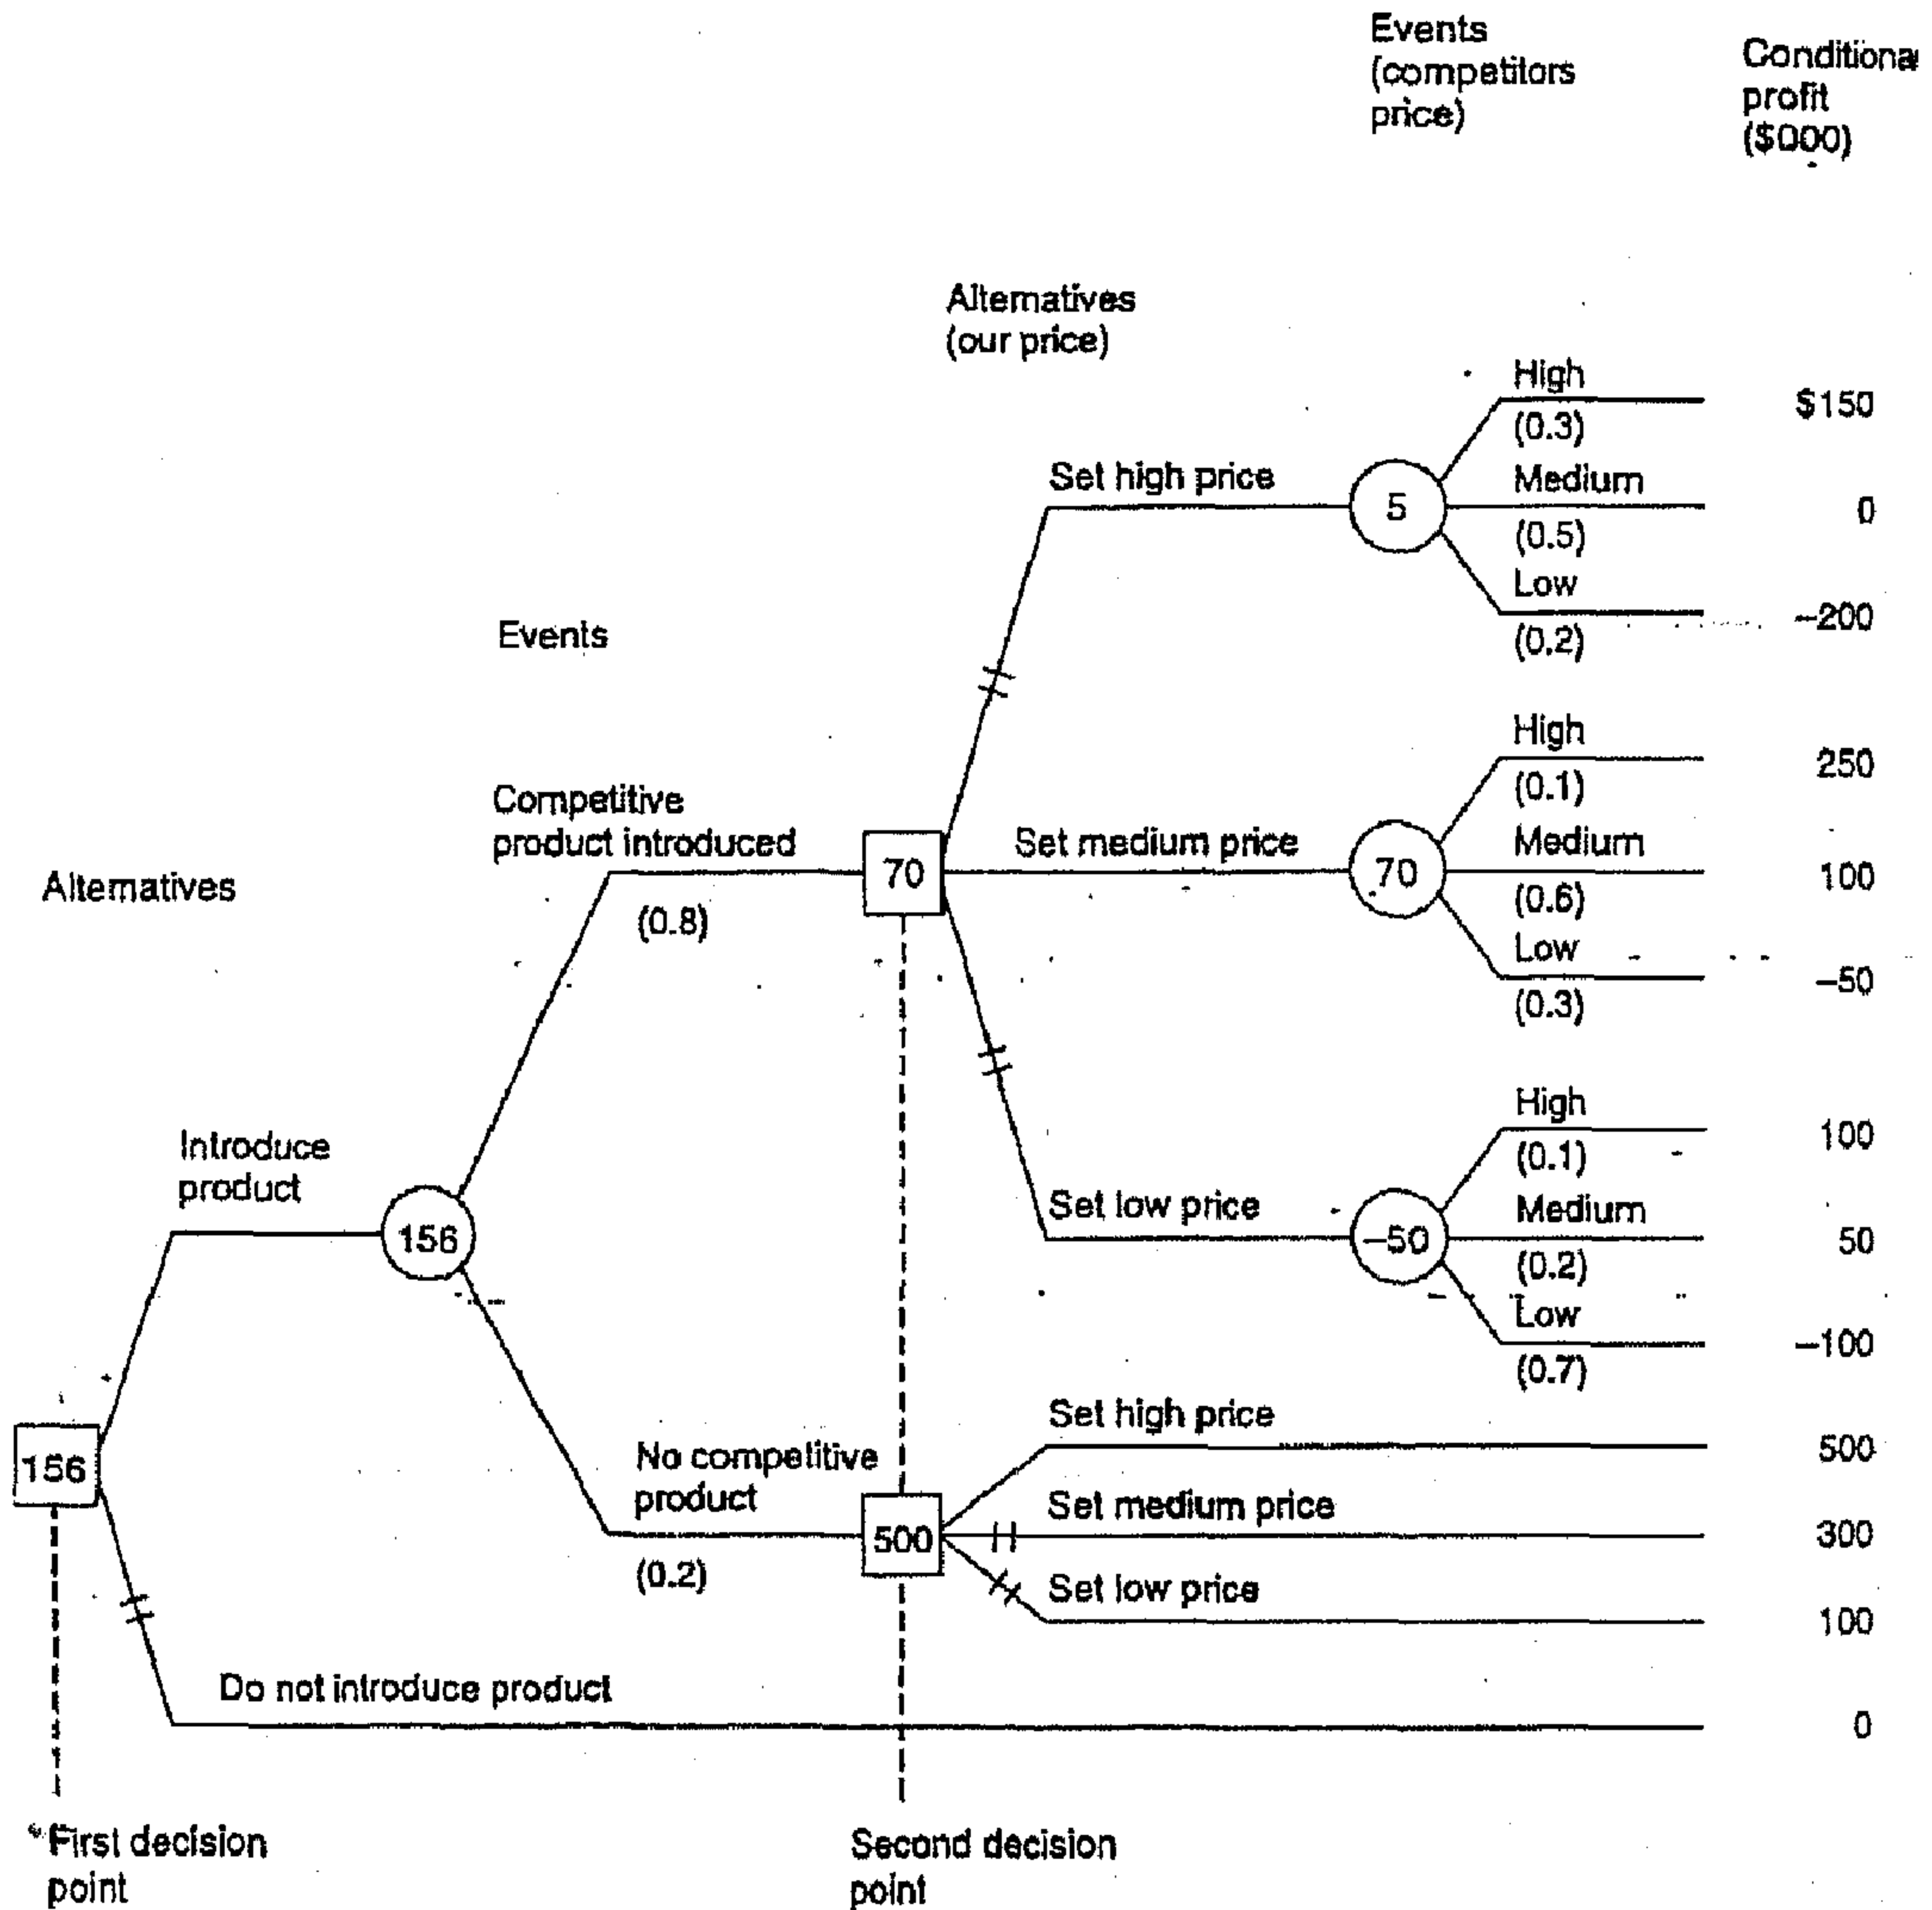 Events
(competitors
price)
Conditiona
profit
($000)
Alternatives
(our price)
High
$150
(0.3)
Set high price
5
Medium
0
(0.5)
Low
–200
(0.2)
Events
High
250
(0.1)
Competitive
product introduced
70
Set medium price
70
Medium
100
(0.6)
Alternatives
(0.8)
Low
–50
(0.3)
High
100
(0.1)
Introduce
product
156
Set low price
–50
Medium
50
(0.2)
Low
–100
(0.7)
Set high price
500
156
No competitive
product
500
Set medium price
300
(0.2)
Set low price
100
Do not introduce product
0
First decision
point
Second decision
point